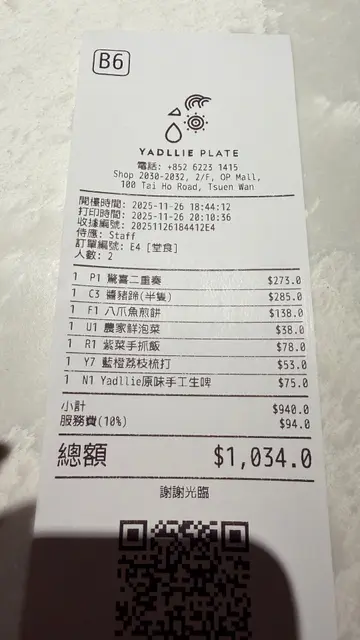 B6
YADLLIE PLATE
電話: +852 6223 1415
Shop 2030-2032, 2/F, OP Mall,
100 Tai Ho Road, Tsuen Wan
開檯時間: 2025-11-26 18:44:12
打印時間: 2025-11-26 20:10:36
收據編號: 20251126184412E4
侍應: Staff
訂單編號: E4 [堂食]
人數: 2
1 P1 驚喜二重奏 $273.0
1 C3 醬豬蹄(半隻) $285.0
1 F1 八爪魚煎餅 $138.0
1 U1 農家鮮泡菜 $38.0
1 R1 紫菜手抓飯 $78.0
1 Y7 藍橙荔枝梳打 $53.0
1 N1 Yadllie原味手工生啤 $75.0
小計 $940.0
服務費(10%) $94.0
總額 $1,034.0
謝謝光臨